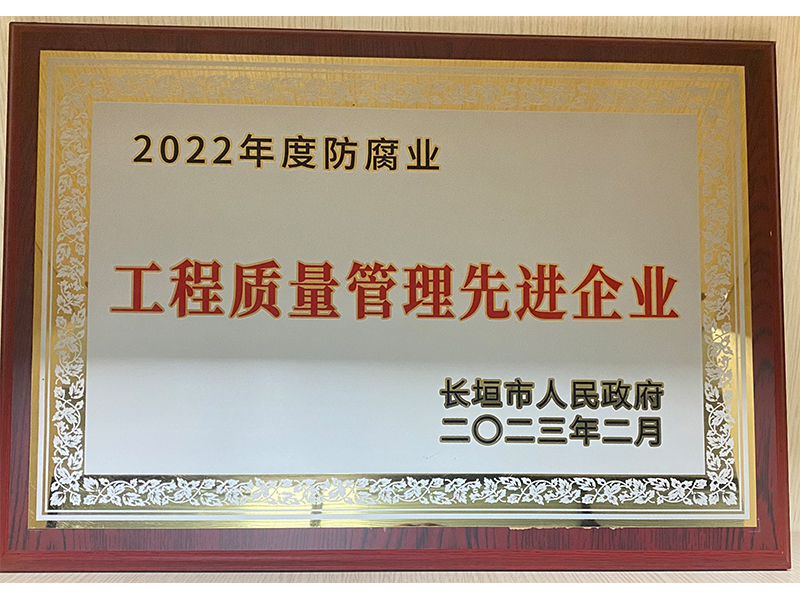 2022年度防腐业
工程质量管理先进企业
长垣市人民政府
二〇二三年二月